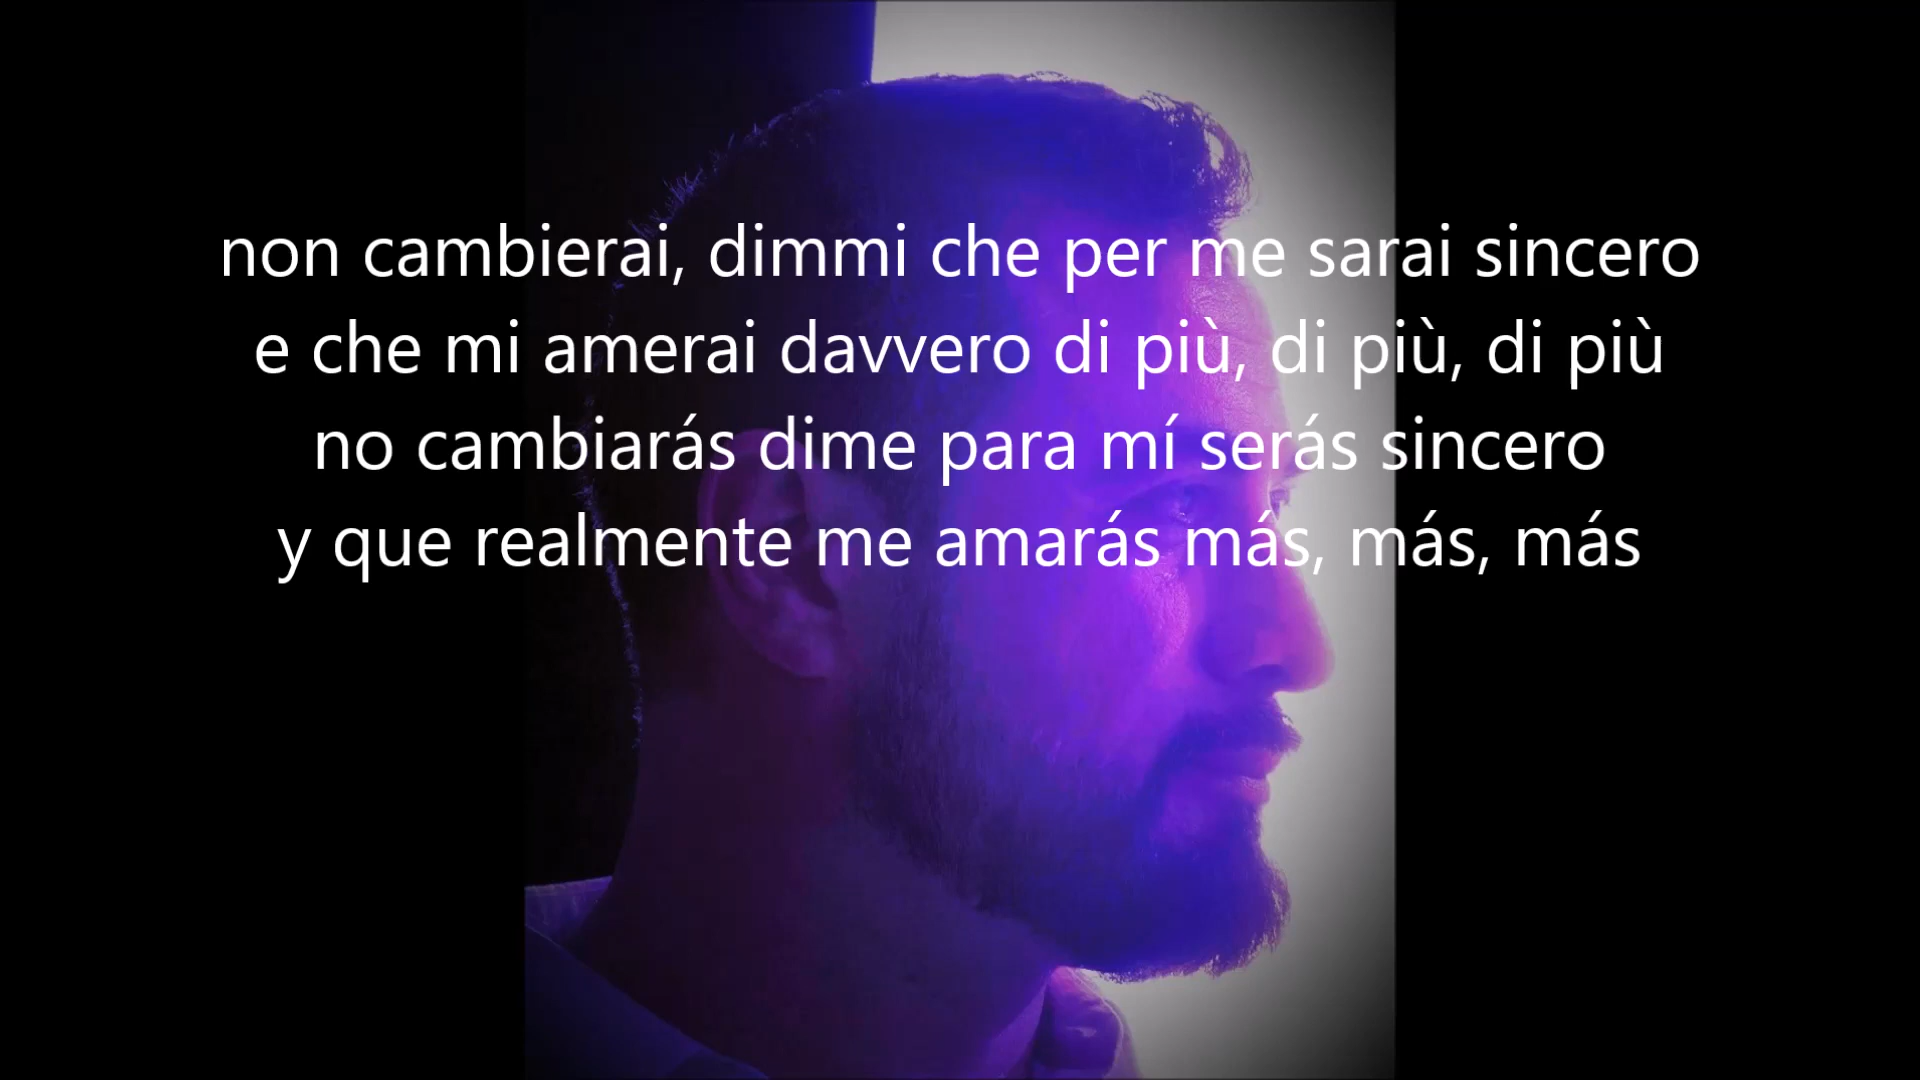 non cambierai, dimmi che per me sarai sincero
e che mi amerai davvero di più, di più, di più
no cambiarás dime para mí serás sincero
y que realmente me amarás más, más, más